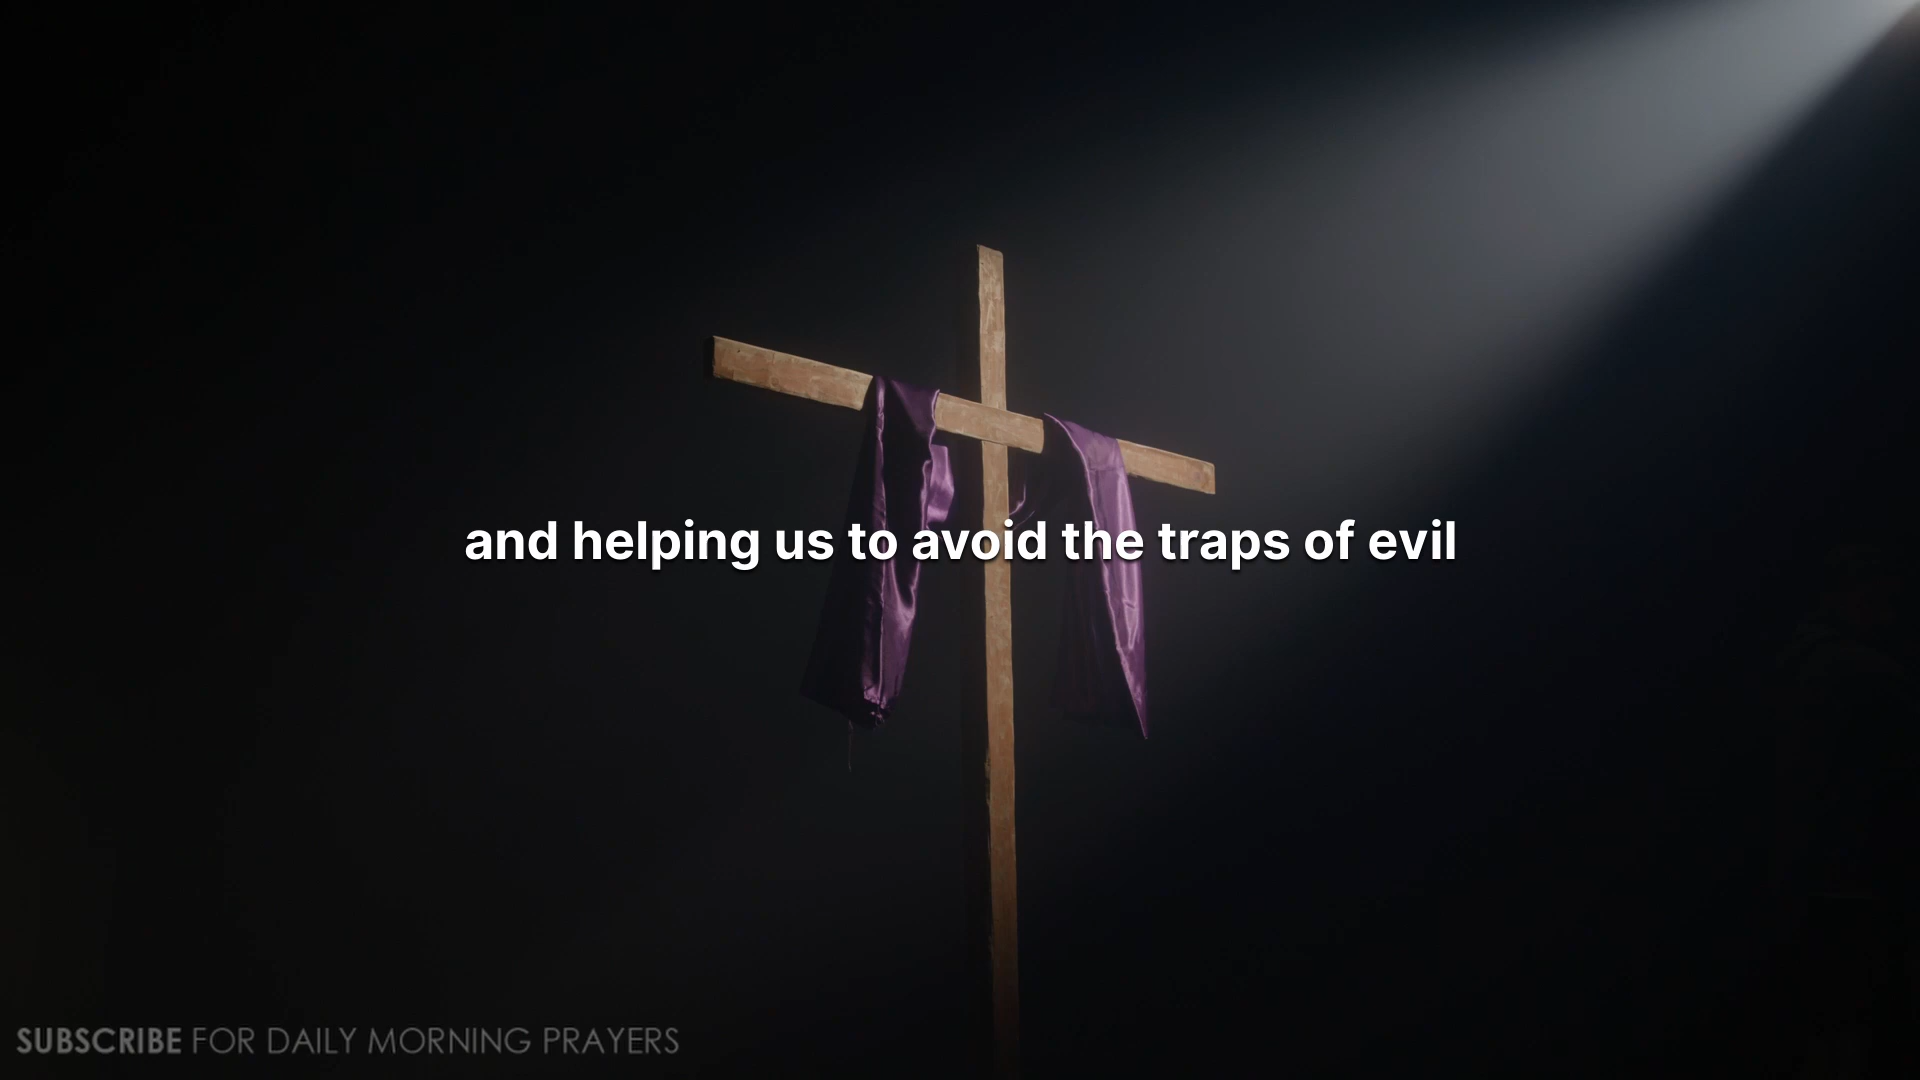 and helping us to avoid the traps of evil
SUBSCRIBE FOR DAILY MORNING PRAYERS